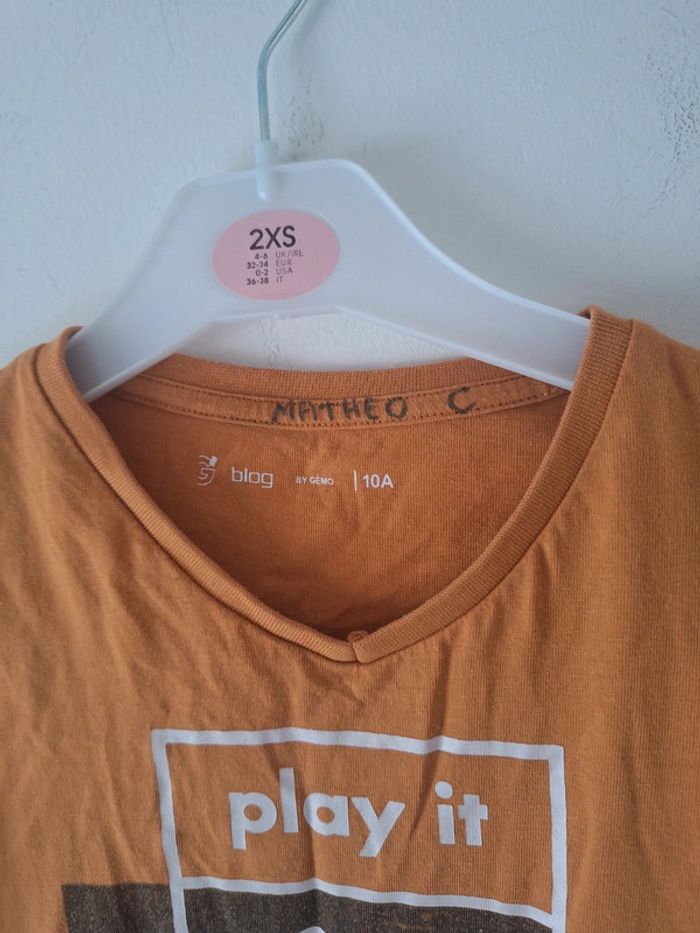 2XS
4-6 UK/IRL
32-34 EUR
0-2 USA
36-38 IT
MATHEO C
blog BY GÉMO | 10A
play it